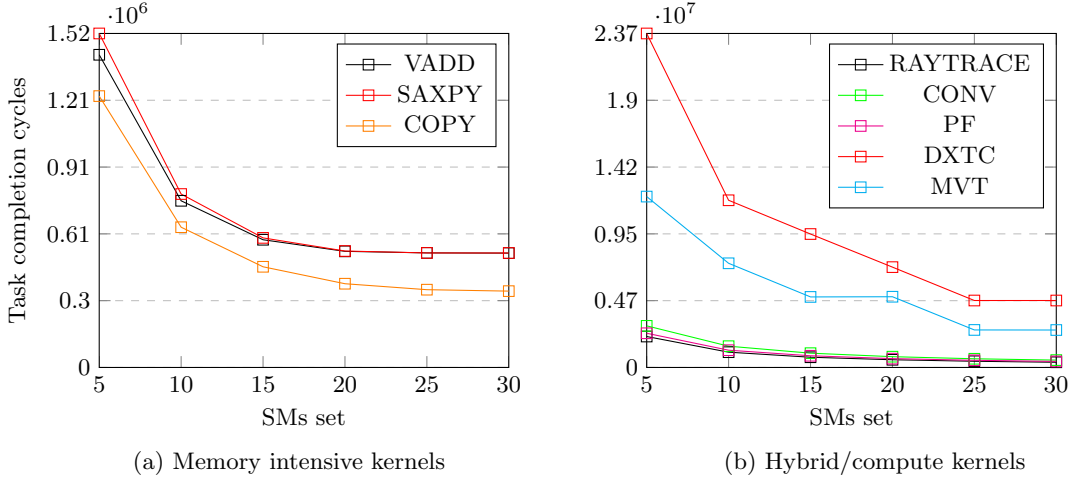 ·10^6
1.52
1.21
0.91
0.61
0.3
0
5 10 15 20 25 30
Task completion cycles
SMs set
VADD
SAXPY
COPY
(a) Memory intensive kernels
·10^7
2.37
1.9
1.42
0.95
0.47
0
5 10 15 20 25 30
SMs set
RAYTRACE
CONV
PF
DXTC
MVT
(b) Hybrid/compute kernels